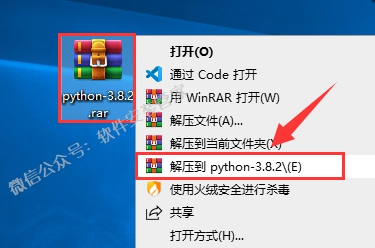 python-3.8.2
.rar
打开(O)
通过 Code 打开
用 WinRAR 打开(W)
解压文件(A)...
解压到当前文件夹(X)
解压到 python-3.8.2\(E)
使用火绒安全进行杀毒
共享
打开方式(H)...
微信公众号：软件安